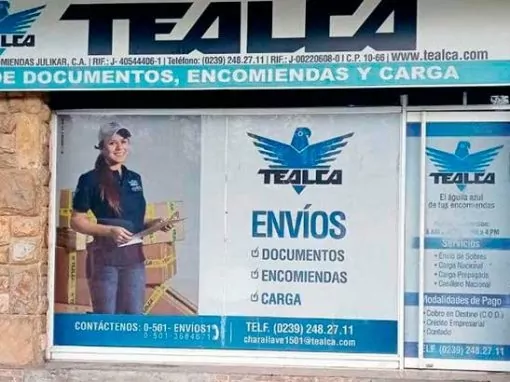 TEALCA
TEALCA
COMIENDAS JULIKAR, C.A. | RIF.: J- 40544406-1 | Teléfono: (0239) 248.27.11 | RIF.: J-00220608-0 | C.P. 10-66 | www.tealca.com
DE DOCUMENTOS, ENCOMIENDAS Y CARGA
TEALCA
ENVÍOS
DOCUMENTOS
ENCOMIENDAS
CARGA
CONTÁCTENOS: 0-501- ENVIOS1
TELF. (0239) 248.27.11
charallave1501@tealca.com
TEALCA
El águila azul
de tus encomiendas
Servicios
• Envío de Sobres
• Carga Nacional
• Carga Prepagada
• Casillero Nacional
Modalidades de Pago
• Cobro en Destino (C.O.D.)
• Crédito Empresarial
• Contado
TELF. (0239) 248.27.11